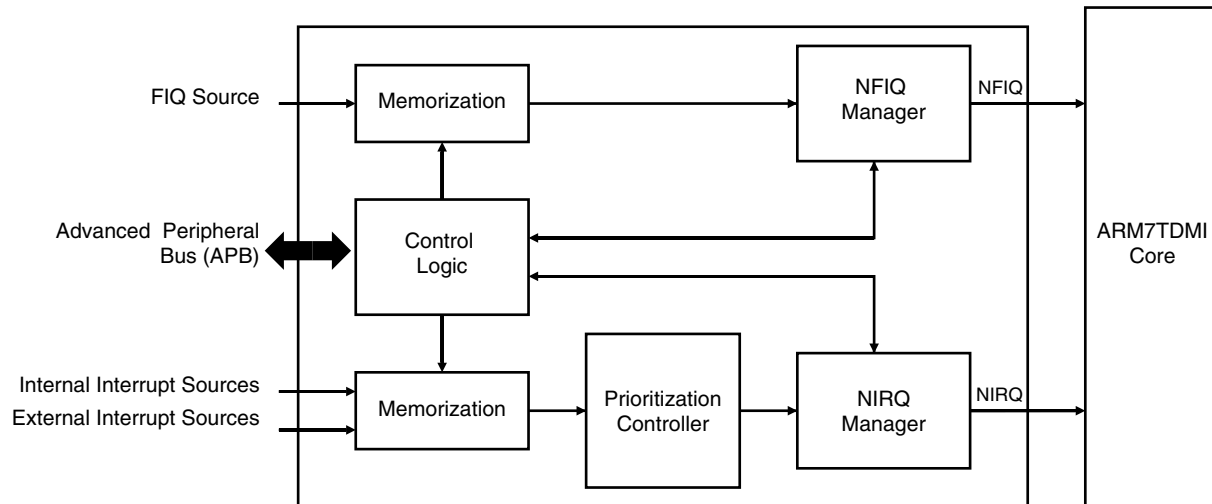 FIQ Source
Memorization
NFIQ
Manager
NFIQ
Advanced Peripheral
Bus (APB)
Control
Logic
ARM7TDMI
Core
Internal Interrupt Sources
External Interrupt Sources
Memorization
Prioritization
Controller
NIRQ
Manager
NIRQ